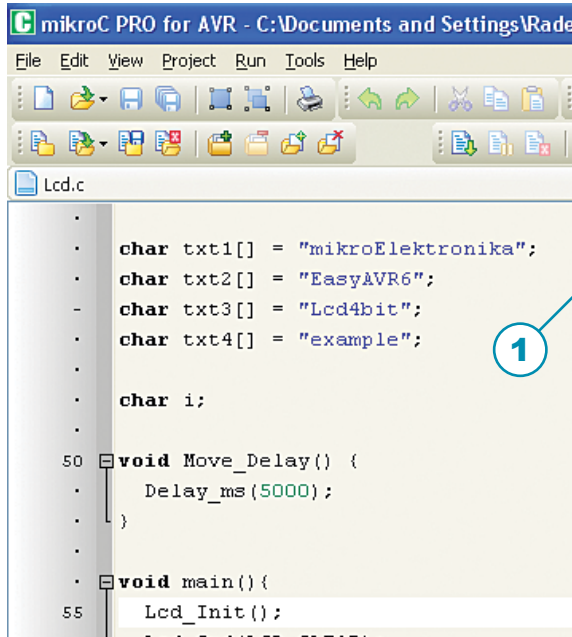 C mikroC PRO for AVR - C:\Documents and Settings\Rade
File Edit View Project Run Tools Help
Lcd.c
char txt1[] = "mikroElektronika";
char txt2[] = "EasyAVR6";
char txt3[] = "Lcd4bit";
char txt4[] = "example";
1
char i;
50 void Move_Delay() {
Delay_ms(5000);
}
void main(){
55 Lcd_Init();